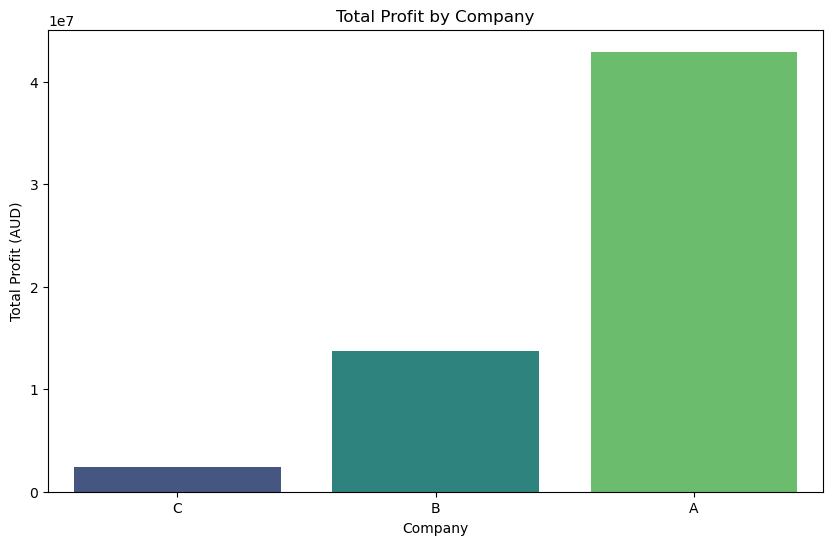 Total Profit by Company
1e7
Total Profit (AUD)
4
3
2
1
0
C B A
Company